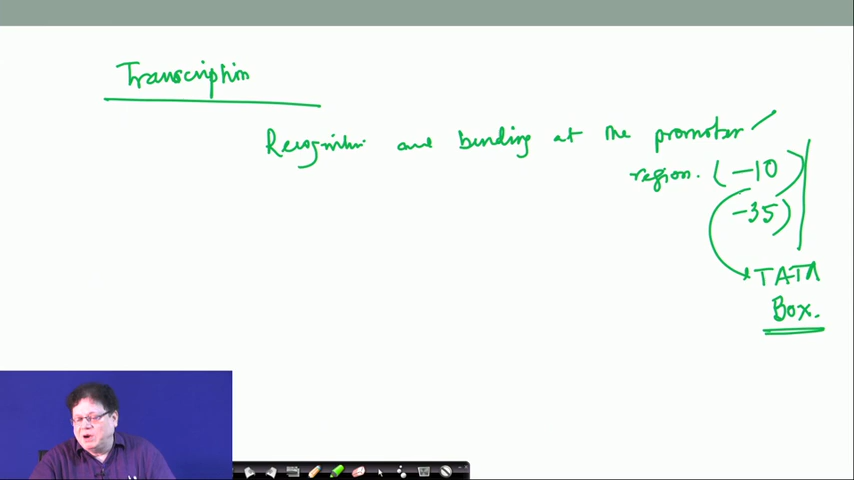 Transcription
Recognition and binding at the promoter
region. (-10)
-35)
TATA
Box.